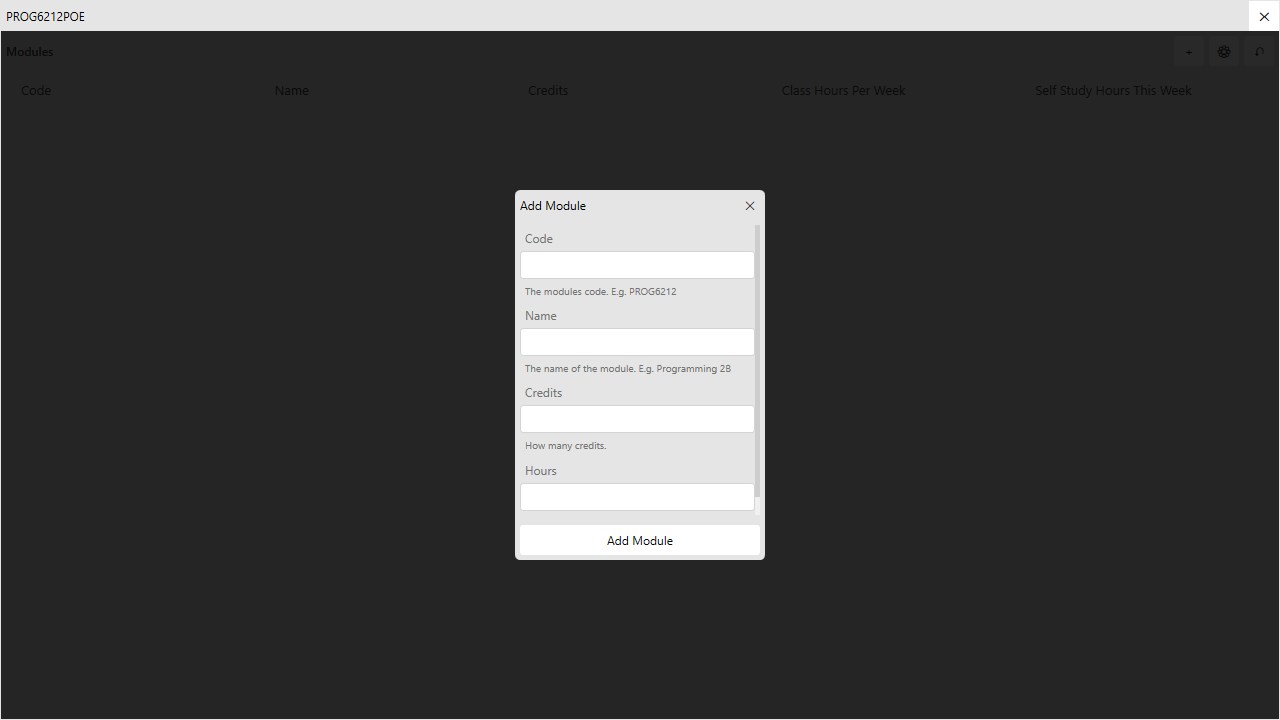 PROG6212POE
Modules
Code Name Credits Class Hours Per Week Self Study Hours This Week
Add Module
Code
The modules code. E.g. PROG6212
Name
The name of the module. E.g. Programming 2B
Credits
How many credits.
Hours
Add Module